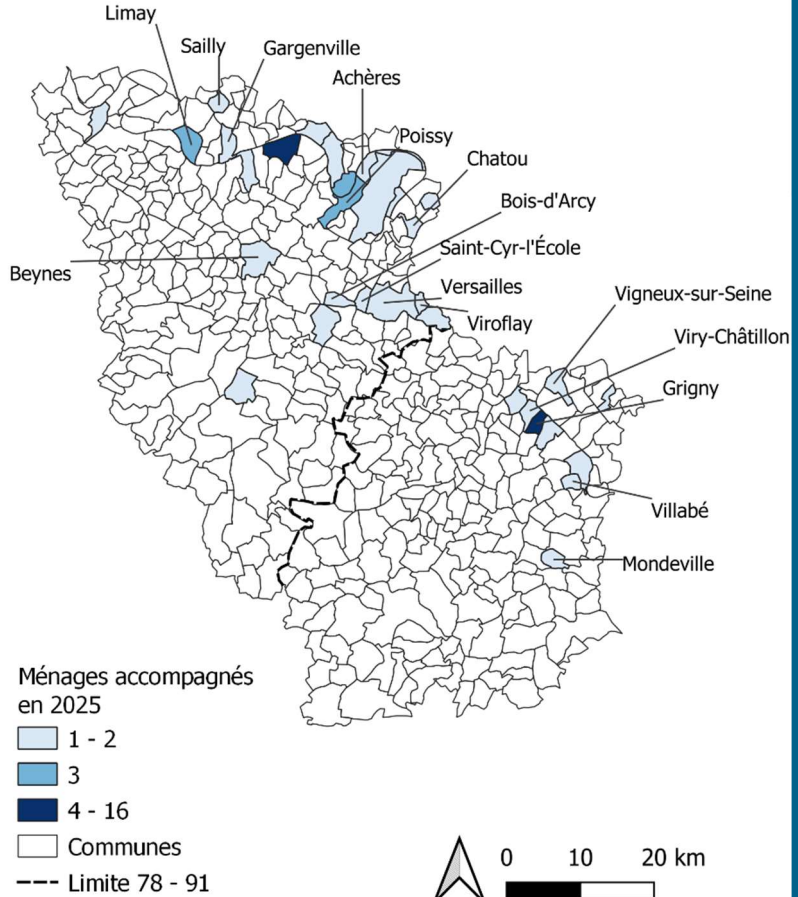 Limay
Sailly
Gargenville
Achères
Poissy
Chatou
Bois-d'Arcy
Saint-Cyr-l'École
Beynes
Versailles
Vigneux-sur-Seine
Viroflay
Viry-Châtillon
Grigny
Villabé
Mondeville
Ménages accompagnés
en 2025
1 - 2
3
4 - 16
Communes
Limite 78 - 91
0 10 20 km